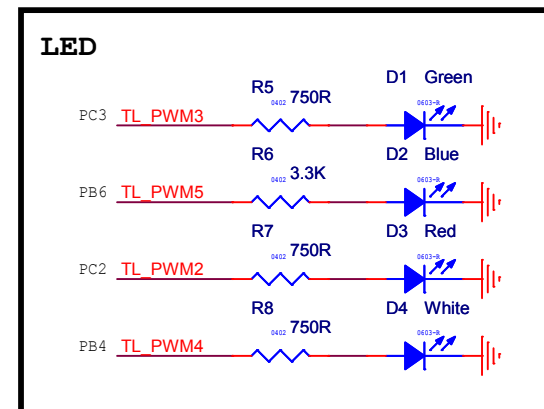 LED
D1 Green
R5
0402 750R
0603-R
PC3 TL_PWM3
R6
D2 Blue
0402 3.3K
0603-R
PB6 TL_PWM5
R7
D3 Red
0402 750R
0603-R
PC2 TL_PWM2
R8
D4 White
0402 750R
0603-R
PB4 TL_PWM4